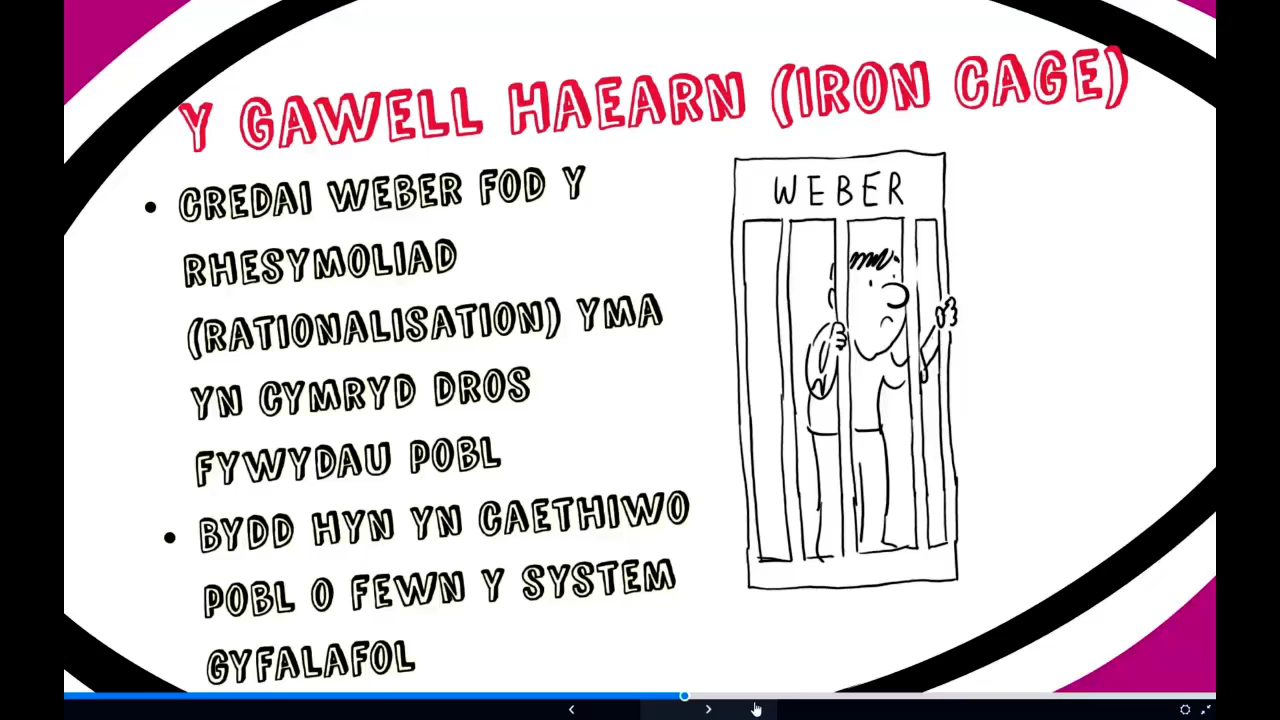 Y GAWELL HAEARN (IRON CAGE)
• CREDAI WEBER FOD Y
RHESYMOLIAD
(RATIONALISATION) YMA
YN CYMRYD DROS
FYWYDAU POBL
• BYDD HYN YN CAETHIWO
POBL O FEWN Y SYSTEM
GYFALAFOL
WEBER